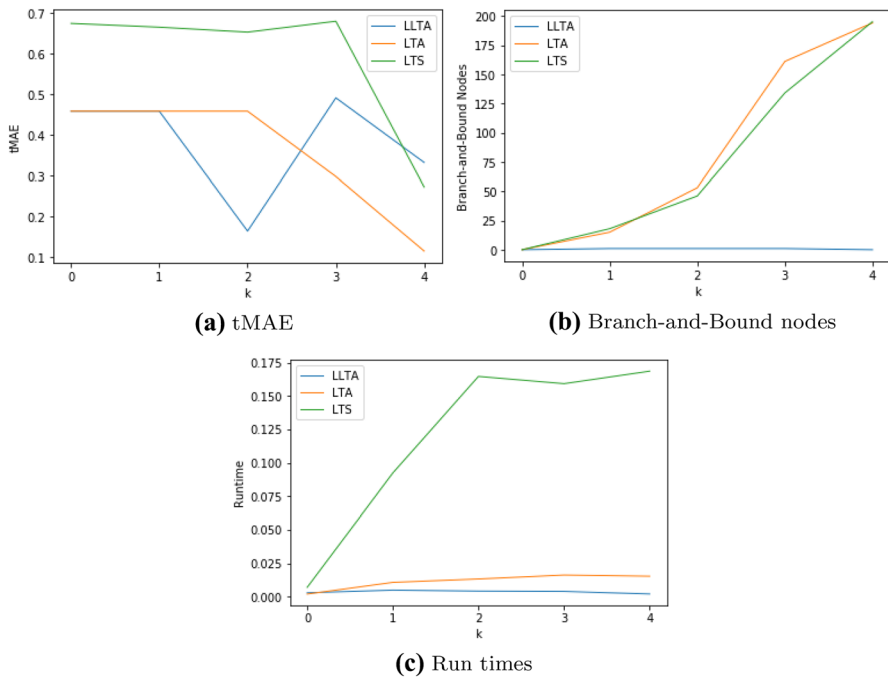 0.7
0.6
0.5
0.4
0.3
0.2
0.1
tMAE
LLTA
LTA
LTS
0 1 2 3 4
k
(a) tMAE
200
175
150
125
100
75
50
25
0
Branch-and-Bound Nodes
LLTA
LTA
LTS
0 1 2 3 4
k
(b) Branch-and-Bound nodes
0.175
0.150
0.125
0.100
0.075
0.050
0.025
0.000
Runtime
LLTA
LTA
LTS
0 1 2 3 4
k
(c) Run times